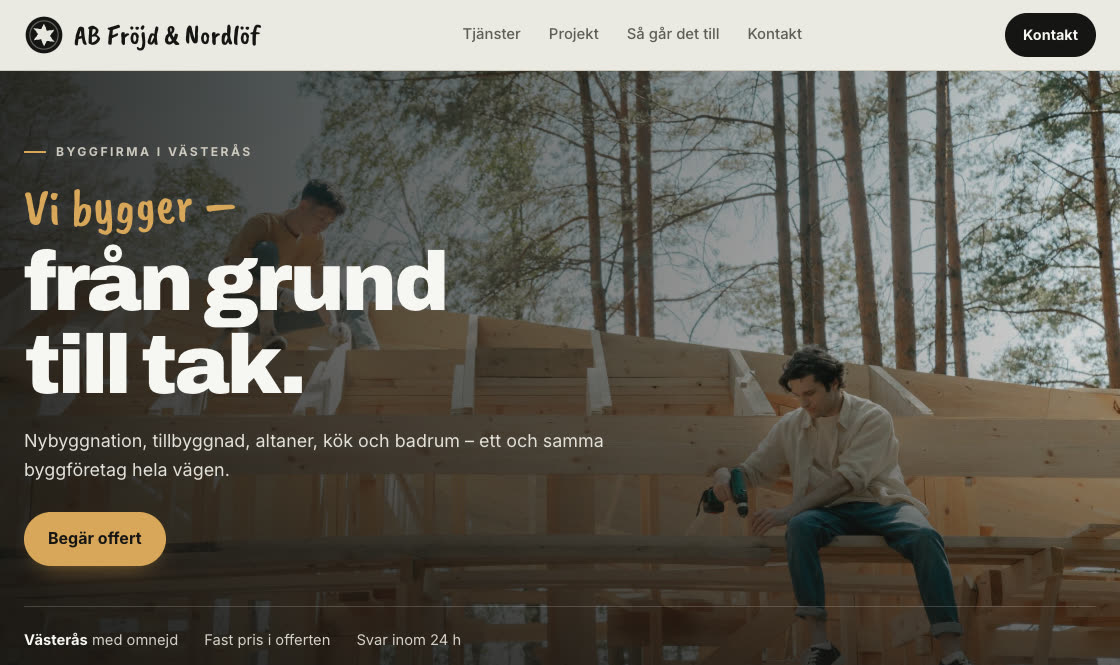 AB Fröjd & Nordlöf
Tjänster Projekt Så går det till Kontakt
Kontakt
BYGGFIRMA I VÄSTERÅS
Vi bygger –
från grund
till tak.
Nybyggnation, tillbyggnad, altaner, kök och badrum – ett och samma
byggföretag hela vägen.
Begär offert
Västerås med omnejd Fast pris i offerten Svar inom 24 h